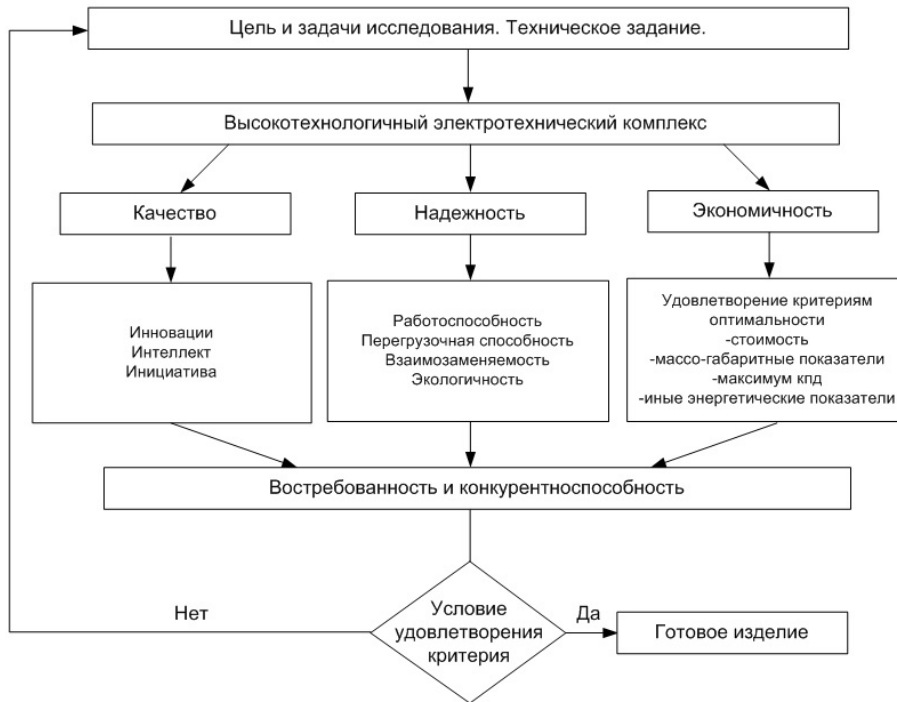 Цель и задачи исследования. Техническое задание.
Высокотехнологичный электротехнический комплекс
Качество
Надежность
Экономичность
Инновации
Интеллект
Инициатива
Работоспособность
Перегрузочная способность
Взаимозаменяемость
Экологичность
Удовлетворение критериям
оптимальности
-стоимость
-массо-габаритные показатели
-максимум кпд
-иные энергетические показатели
Востребованность и конкурентноспособность
Нет
Условие
удовлетворения
критерия
Да
Готовое изделие